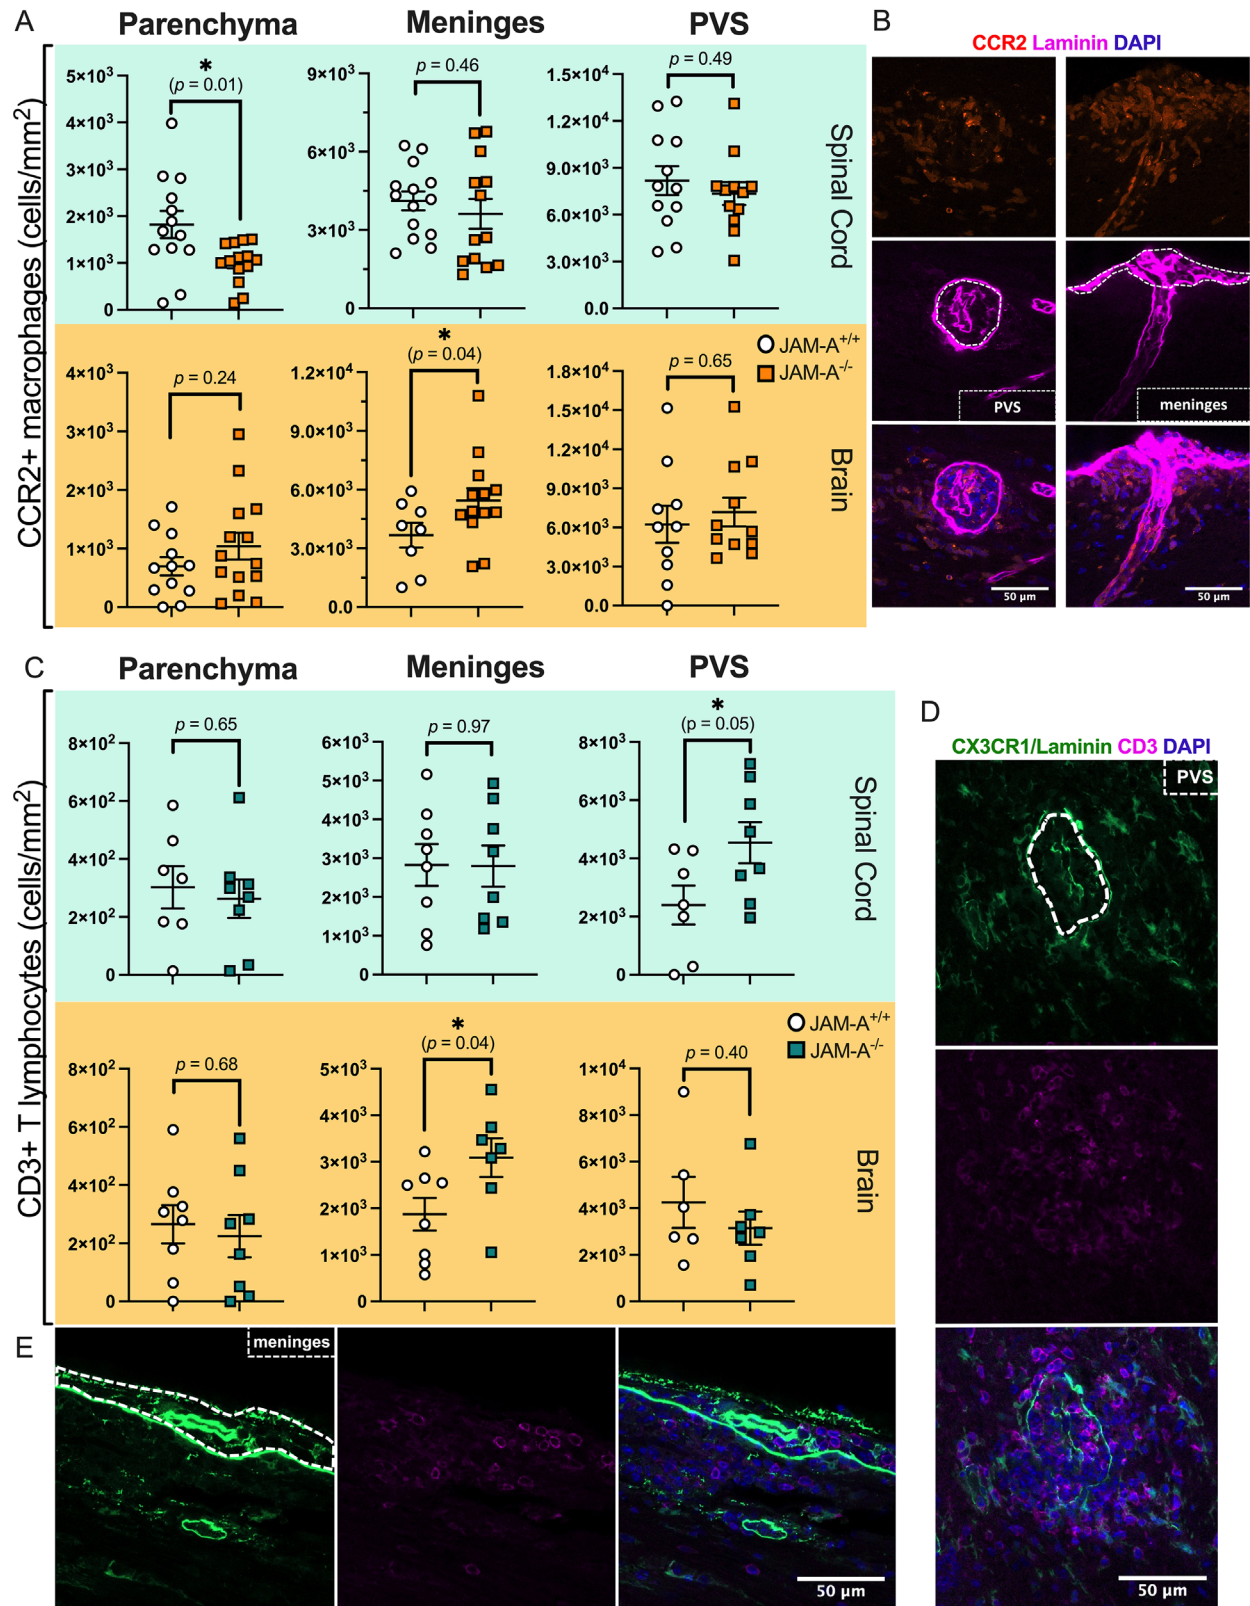 A
Parenchyma
Meninges
PVS
CCR2+ macrophages (cells/mm²)
*
(p = 0.01)
5×10³
4×10³
3×10³
2×10³
1×10³
0
p = 0.46
9×10³
6×10³
3×10³
0
p = 0.49
1.5×10⁴
1.2×10⁴
9.0×10³
6.0×10³
3.0×10³
0.0
Spinal Cord
p = 0.24
4×10³
3×10³
2×10³
1×10³
0
*
(p = 0.04)
1.2×10⁴
9.0×10³
6.0×10³
3.0×10³
0.0
p = 0.65
1.8×10⁴
1.5×10⁴
1.2×10⁴
9.0×10³
6.0×10³
3.0×10³
0.0
JAM-A+/+
JAM-A-/-
Brain
B
CCR2 Laminin DAPI
PVS
meninges
50 µm
50 µm
C
Parenchyma
Meninges
PVS
CD3+ T lymphocytes (cells/mm²)
p = 0.65
8×10²
6×10²
4×10²
2×10²
0
p = 0.97
6×10³
5×10³
4×10³
3×10³
2×10³
1×10³
0
*
(p = 0.05)
8×10³
6×10³
4×10³
2×10³
0
Spinal Cord
p = 0.68
8×10²
6×10²
4×10²
2×10²
0
*
(p = 0.04)
5×10³
4×10³
3×10³
2×10³
1×10³
0
p = 0.40
1×10⁴
8×10³
6×10³
4×10³
2×10³
0
JAM-A+/+
JAM-A-/-
Brain
D
CX3CR1/Laminin CD3 DAPI
PVS
50 µm
E
meninges
50 µm